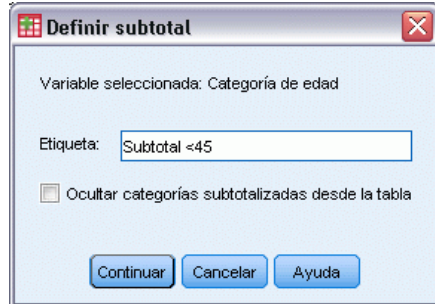 Definir subtotal
Variable seleccionada: Categoría de edad
Etiqueta: Subtotal <45
Ocultar categorías subtotalizadas desde la tabla
Continuar Cancelar Ayuda